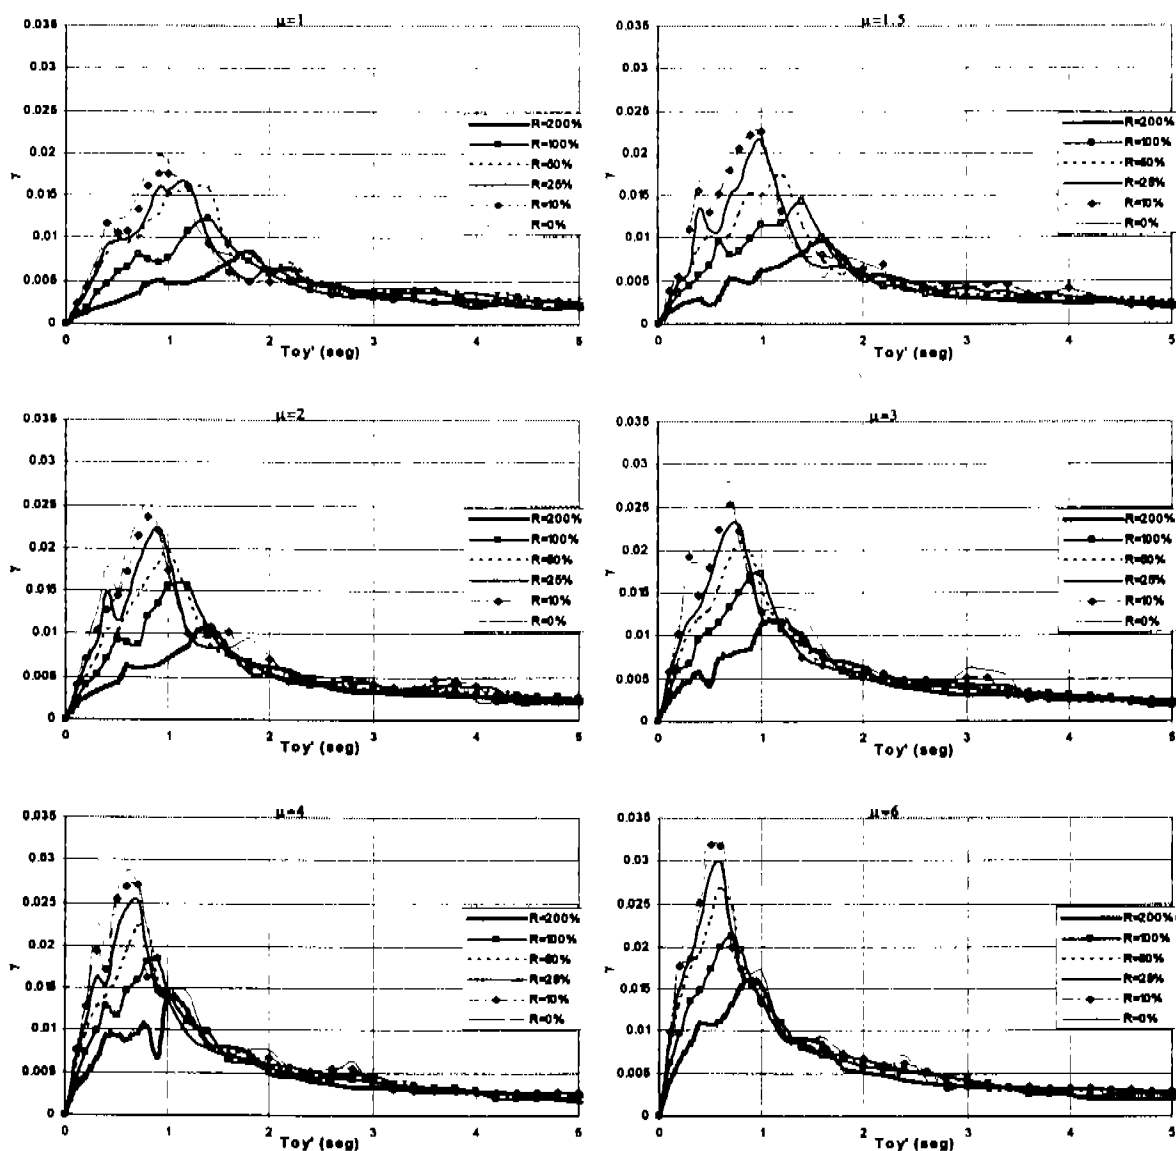 μ=1
0.035
0.03
0.025
0.02
0.015
0.01
0.005
0
γ
0 1 2 3 4 5
Toy' (seg)
R=200%
R=100%
R=50%
R=25%
R=10%
R=0%
μ=1.5
0.035
0.03
0.025
0.02
0.015
0.01
0.005
0
γ
0 1 2 3 4 5
Toy' (seg)
R=200%
R=100%
R=50%
R=25%
R=10%
R=0%
μ=2
0.035
0.03
0.025
0.02
0.015
0.01
0.005
0
γ
0 1 2 3 4 5
Toy' (seg)
R=200%
R=100%
R=50%
R=25%
R=10%
R=0%
μ=3
0.035
0.03
0.025
0.02
0.015
0.01
0.005
0
γ
0 1 2 3 4 5
Toy' (seg)
R=200%
R=100%
R=50%
R=25%
R=10%
R=0%
μ=4
0.035
0.03
0.025
0.02
0.015
0.01
0.005
0
γ
0 1 2 3 4 5
Toy' (seg)
R=200%
R=100%
R=50%
R=25%
R=10%
R=0%
μ=6
0.035
0.03
0.025
0.02
0.015
0.01
0.005
0
γ
0 1 2 3 4 5
Toy' (seg)
R=200%
R=100%
R=50%
R=25%
R=10%
R=0%